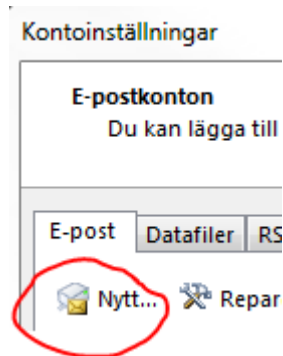 Kontoinställningar
E-postkonton
Du kan lägga till
E-post Datafiler RS
Nytt... Repar